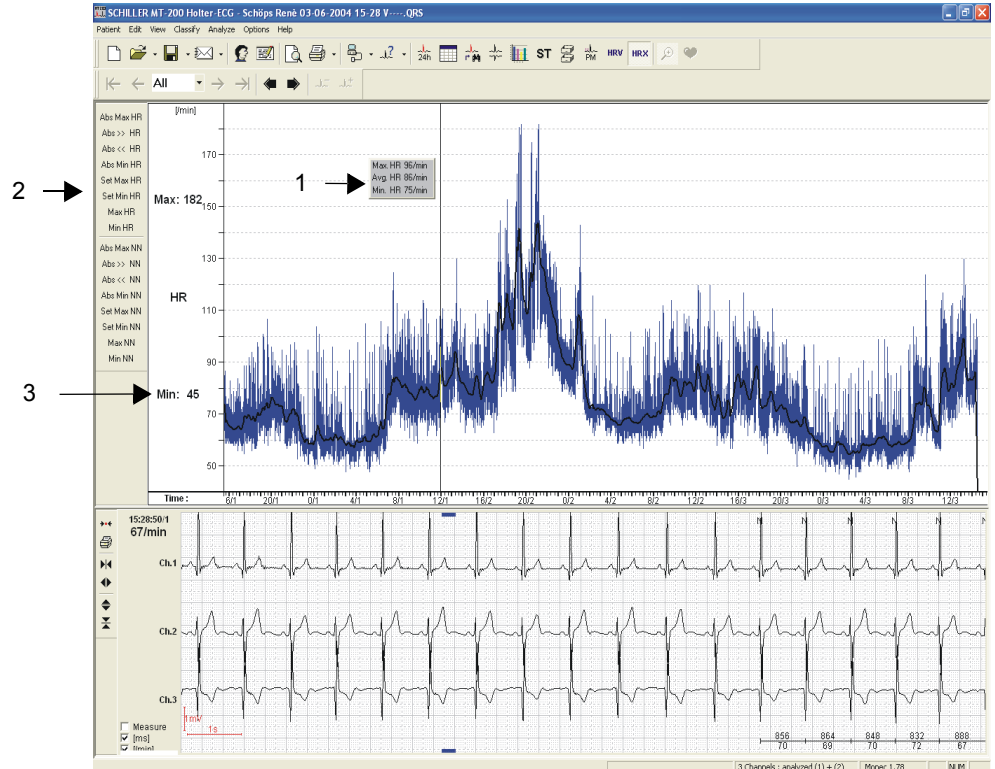 SCHILLER MT-200 Holter-ECG - Schöps Renè 03-06-2004 15-28 V----.QRS
Patient Edit View Classify Analyze Options Help
24h ST PM HRV HRX
All
1
2
3
Abs Max HR
Abs >> HR
Abs << HR
Abs Min HR
Set Max HR
Set Min HR
Max HR
Min HR
Abs Max NN
Abs >> NN
Abs << NN
Abs Min NN
Set Max NN
Set Min NN
Max NN
Min NN
[/min]
Max: 182
HR
Min: 45
170
150
130
110
90
70
50
Max. HR 96/min
Avg. HR 86/min
Min. HR 75/min
Time : 6/1 20/1 0/1 4/1 8/1 12/1 16/2 20/2 0/2 4/2 8/2 12/2 16/3 20/3 0/3 4/3 8/3 12/3
15:28:50/1
67/min
N N N N N N
Ch.1
Ch.2
Ch.3
1mV
1s
Measure
[ms]
[/min]
856 864 848 832 888
70 69 70 72 67
3 Channels : analyzed (1) + (2) Monec 1.78 NUM